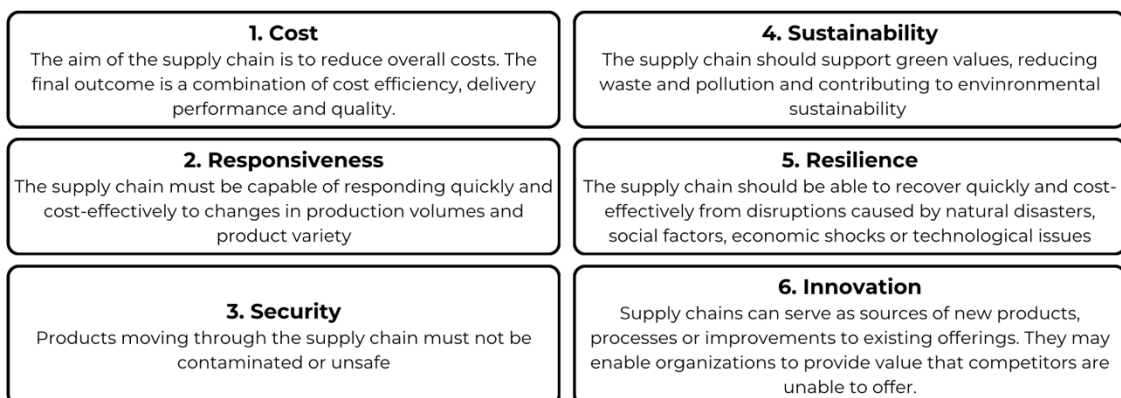 1. Cost
The aim of the supply chain is to reduce overall costs. The
final outcome is a combination of cost efficiency, delivery
performance and quality.
2. Responsiveness
The supply chain must be capable of responding quickly and
cost-effectively to changes in production volumes and
product variety
3. Security
Products moving through the supply chain must not be
contaminated or unsafe
4. Sustainability
The supply chain should support green values, reducing
waste and pollution and contributing to envinronmental
sustainability
5. Resilience
The supply chain should be able to recover quickly and cost-
effectively from disruptions caused by natural disasters,
social factors, economic shocks or technological issues
6. Innovation
Supply chains can serve as sources of new products,
processes or improvements to existing offerings. They may
enable organizations to provide value that competitors are
unable to offer.